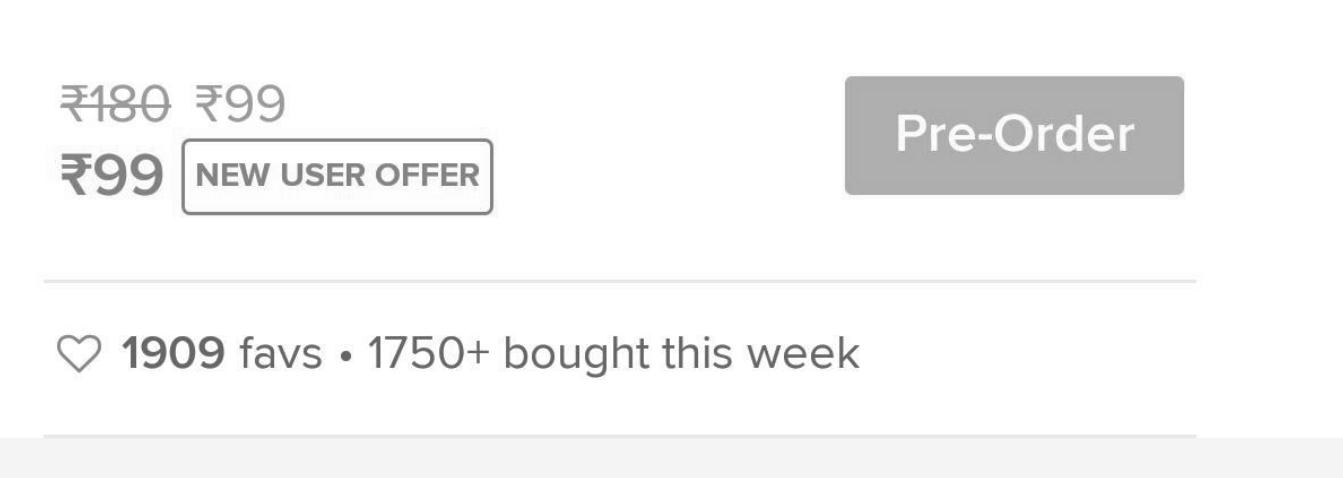 ₹180 ₹99
₹99 NEW USER OFFER
Pre-Order
1909 favs • 1750+ bought this week